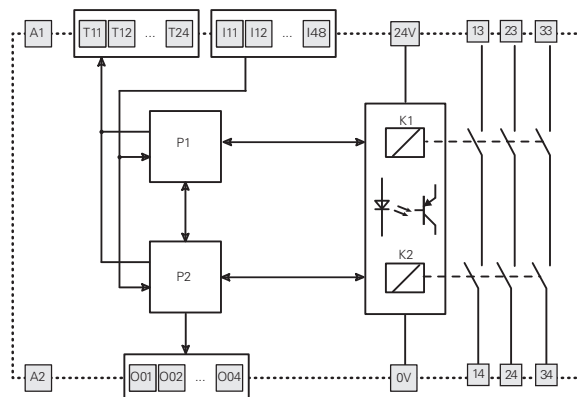 A1 T11 T12 ... T24 I11 I12 ... I48 24V 13 23 33
K1
P1
K2
P2
A2 O01 O02 ... O04 0V 14 24 34